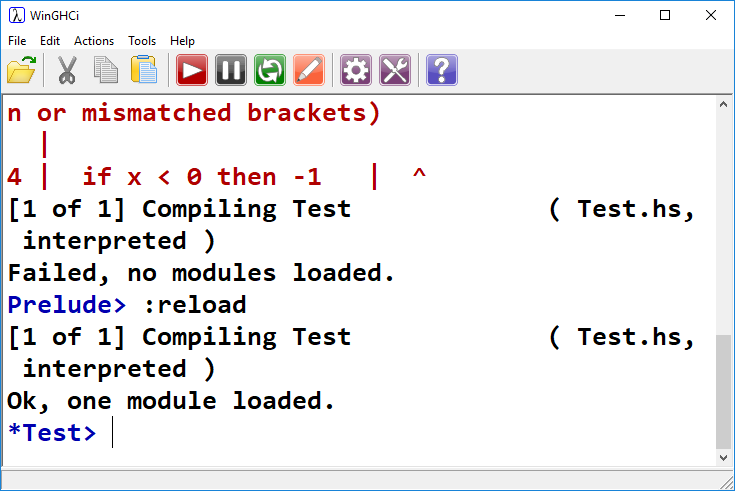 WinGHCi
File Edit Actions Tools Help
n or mismatched brackets)
  |
4 |  if x < 0 then -1   |  ^
[1 of 1] Compiling Test             ( Test.hs,
 interpreted )
Failed, no modules loaded.
Prelude> :reload
[1 of 1] Compiling Test             ( Test.hs,
 interpreted )
Ok, one module loaded.
*Test>